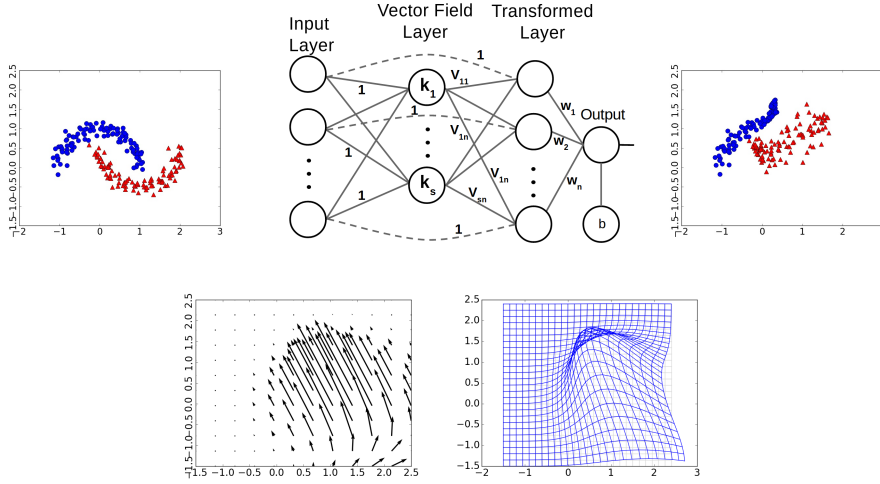 Input
Layer
Vector Field
Layer
Transformed
Layer
1
V11
w1
Output
1
k1
1
V1n
w2
1
V1n
wn
ks
1
Vsn
1
b
2.5
2.0
1.5
1.0
0.5
0.0
−0.5
−1.0
−1.5
−2 −1 0 1 2 3
2.5
2.0
1.5
1.0
0.5
0.0
−0.5
−1.0
−1.5
−2 −1 0 1 2
2.5
2.0
1.5
1.0
0.5
0.0
−0.5
−1.0
−1.5
−1.5 −1.0 −0.5 0.0 0.5 1.0 1.5 2.0 2.5
2.5
2.0
1.5
1.0
0.5
0.0
−0.5
−1.0
−1.5
−2 −1 0 1 2 3